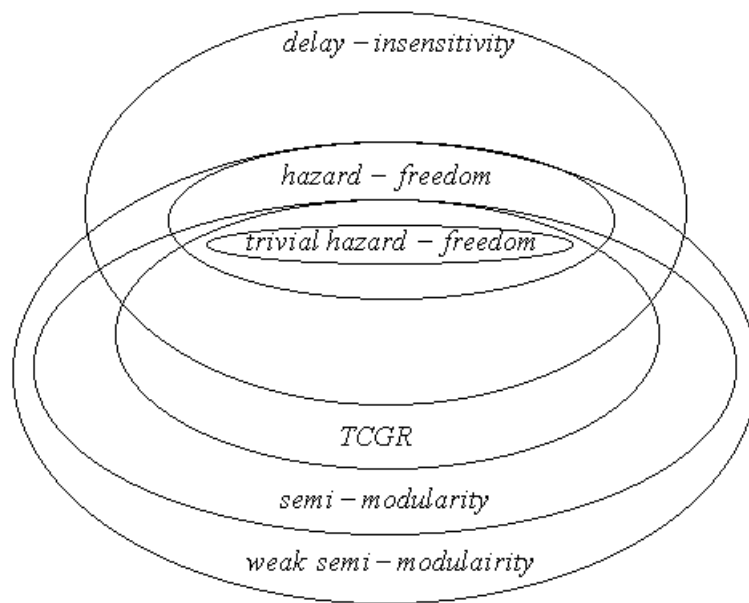 delay – insensitivity
hazard – freedom
trivial hazard – freedom
TCGR
semi – modularity
weak semi – modulairity